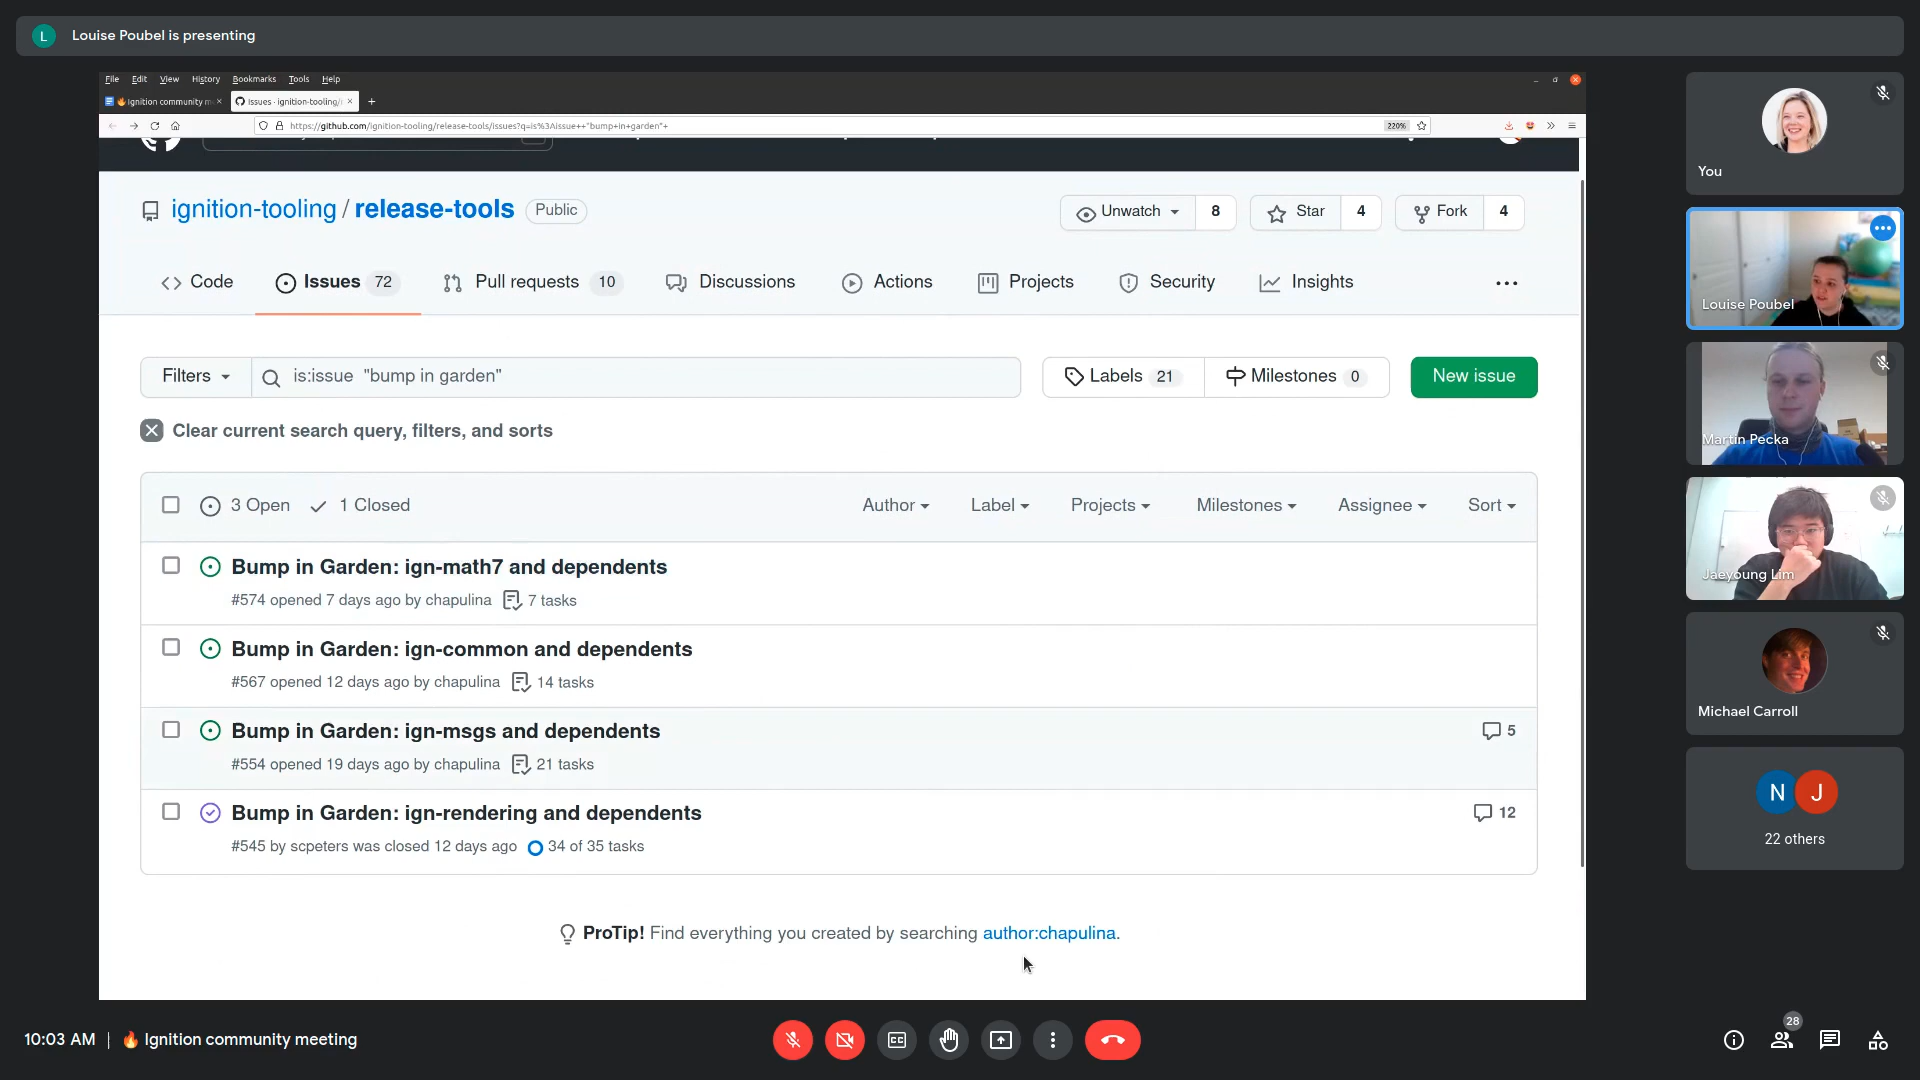 L Louise Poubel is presenting
File Edit View History Bookmarks Tools Help
Ignition community m
Issues · ignition-tooling/
https://github.com/ignition-tooling/release-tools/issues?q=is%3Aissue++"bump+in+garden"+
220%
ignition-tooling / release-tools Public
Unwatch 8 Star 4 Fork 4
Code Issues 72 Pull requests 10 Discussions Actions Projects Security Insights
Filters is:issue "bump in garden" Labels 21 Milestones 0 New issue
Clear current search query, filters, and sorts
3 Open 1 Closed Author Label Projects Milestones Assignee Sort
Bump in Garden: ign-math7 and dependents
#574 opened 7 days ago by chapulina 7 tasks
Bump in Garden: ign-common and dependents
#567 opened 12 days ago by chapulina 14 tasks
Bump in Garden: ign-msgs and dependents 5
#554 opened 19 days ago by chapulina 21 tasks
Bump in Garden: ign-rendering and dependents 12
#545 by scpeters was closed 12 days ago 34 of 35 tasks
ProTip! Find everything you created by searching author:chapulina.
You
Louise Poubel
Martin Pecka
Jaeyoung Lim
Michael Carroll
N J
22 others
10:03 AM | 🔥 Ignition community meeting
CC
28